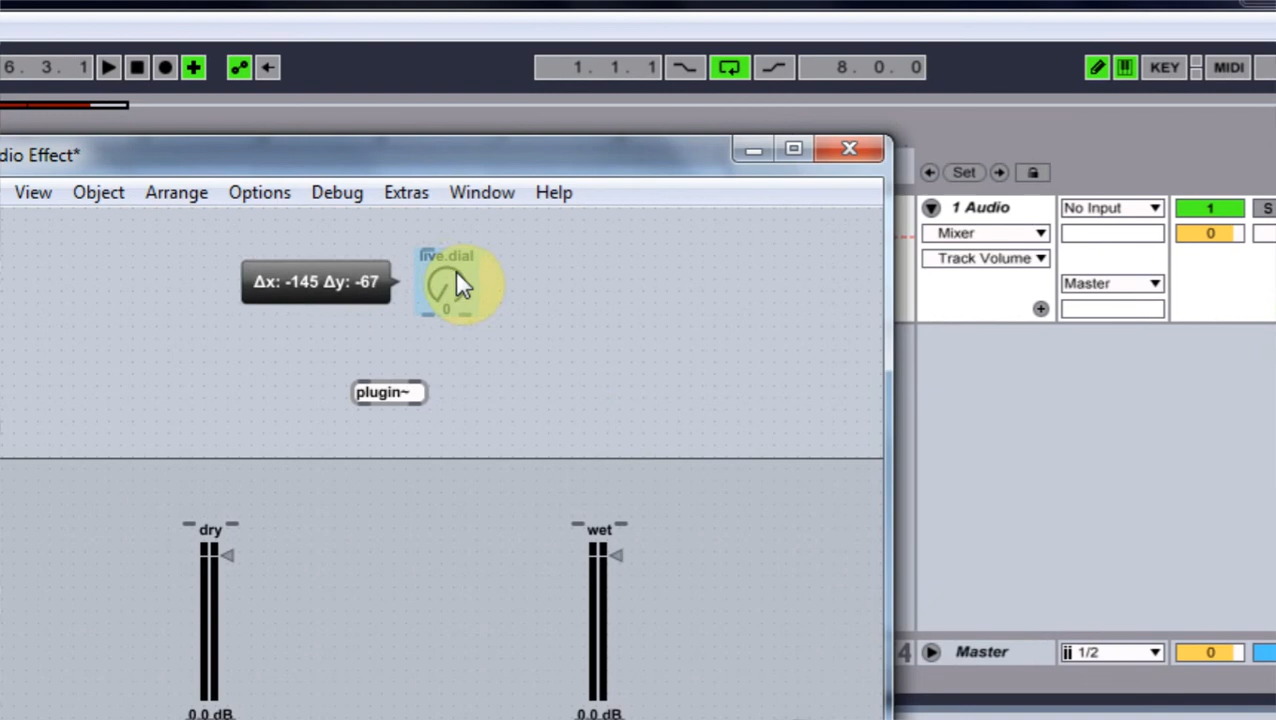 6. 3. 1
1. 1. 1
8. 0. 0
KEY
MIDI
dio Effect*
Set
View Object Arrange Options Debug Extras Window Help
1 Audio
No Input
1
S
Mixer
0
live.dial
Track Volume
Δx: -145 Δy: -67
Master
0
plugin~
dry
wet
4
Master
1/2
0
0.0 dB
0.0 dB